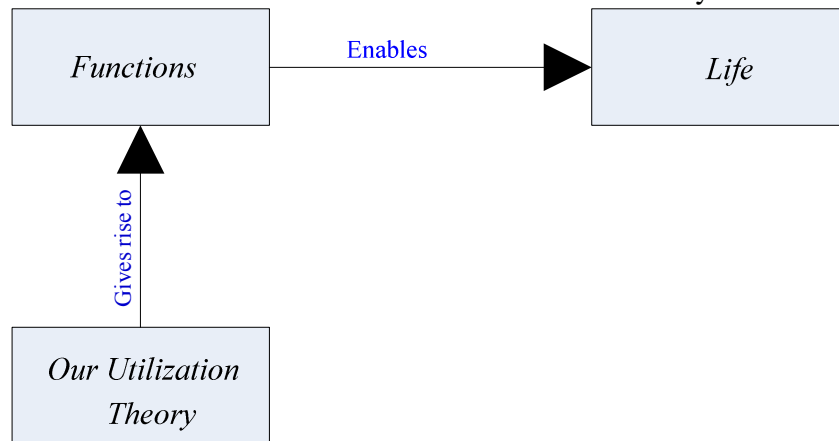 Functions
Enables
Life
Gives rise to
Our Utilization
Theory